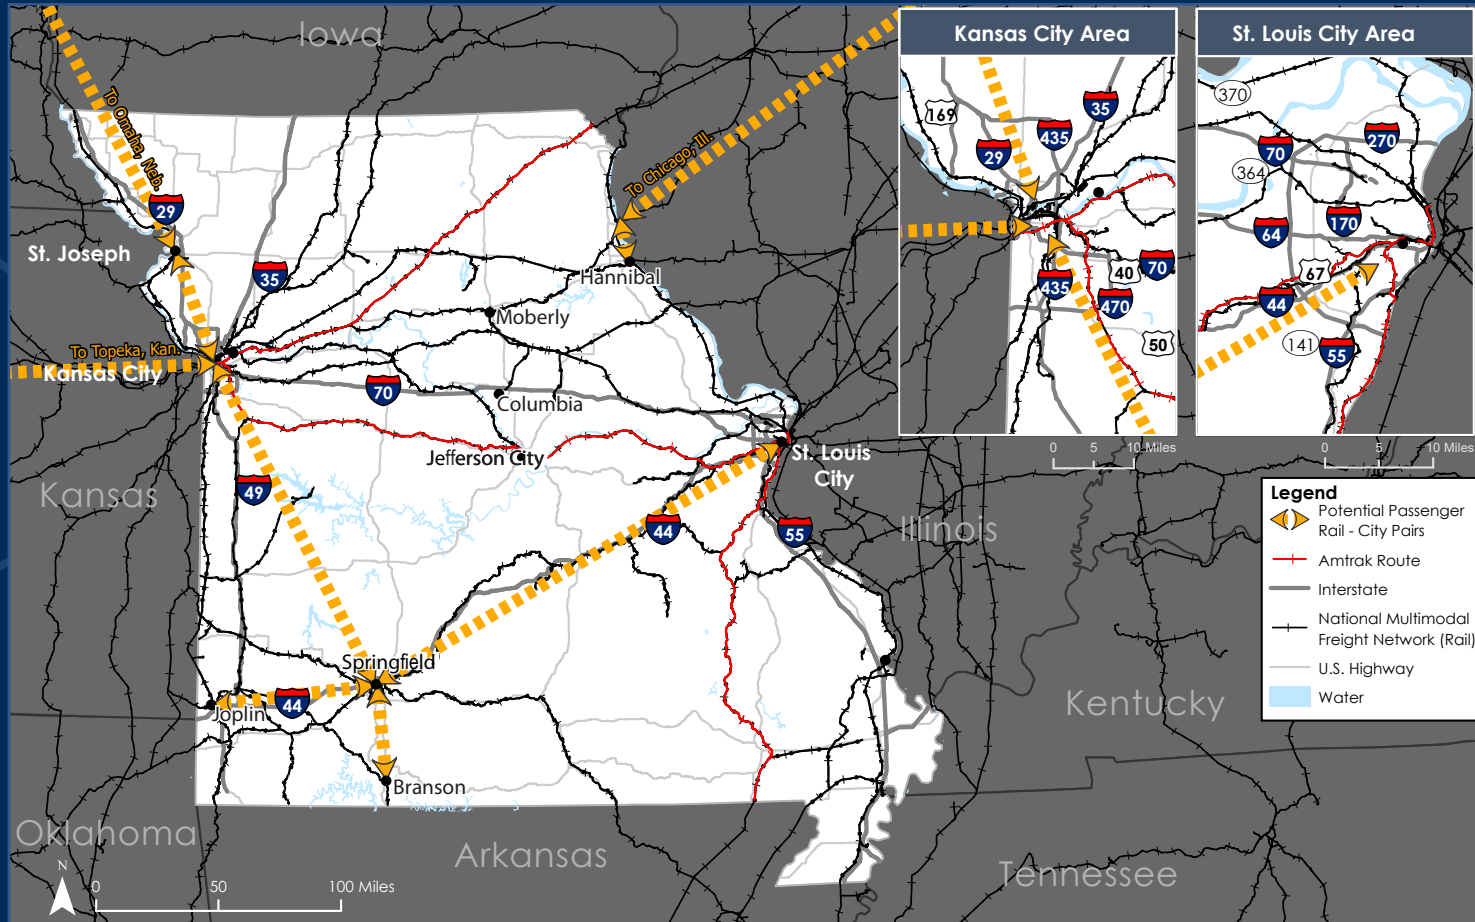 Iowa
To Omaha, Neb.
To Chicago, Ill.
29
St. Joseph
35
Hannibal
Moberly
To Topeka, Kan.
Kansas City
70
Columbia
Jefferson City
St. Louis
City
Kansas
49
44
55
Illinois
Springfield
Joplin
44
Branson
Kentucky
Oklahoma
Arkansas
Tennessee
N
0 50 100 Miles
Kansas City Area
169
35
435
29
40
70
435
470
50
0 5 10 Miles
St. Louis City Area
370
270
70
364
170
64
67
44
141
55
0 5 10 Miles
Legend
Potential Passenger
Rail - City Pairs
Amtrak Route
Interstate
National Multimodal
Freight Network (Rail)
U.S. Highway
Water